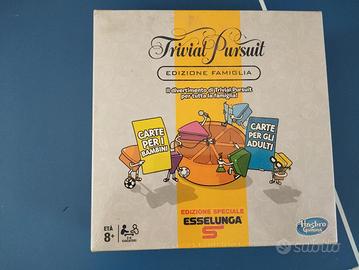 Trivial Pursuit
EDIZIONE FAMIGLIA
Il divertimento di Trivial Pursuit
per tutta la famiglia!
CARTE
PER I
BAMBINI
CARTE
PER GLI
ADULTI
EDIZIONE SPECIALE
ESSELUNGA
S
ETÀ
8+
Hasbro
Gaming
subito